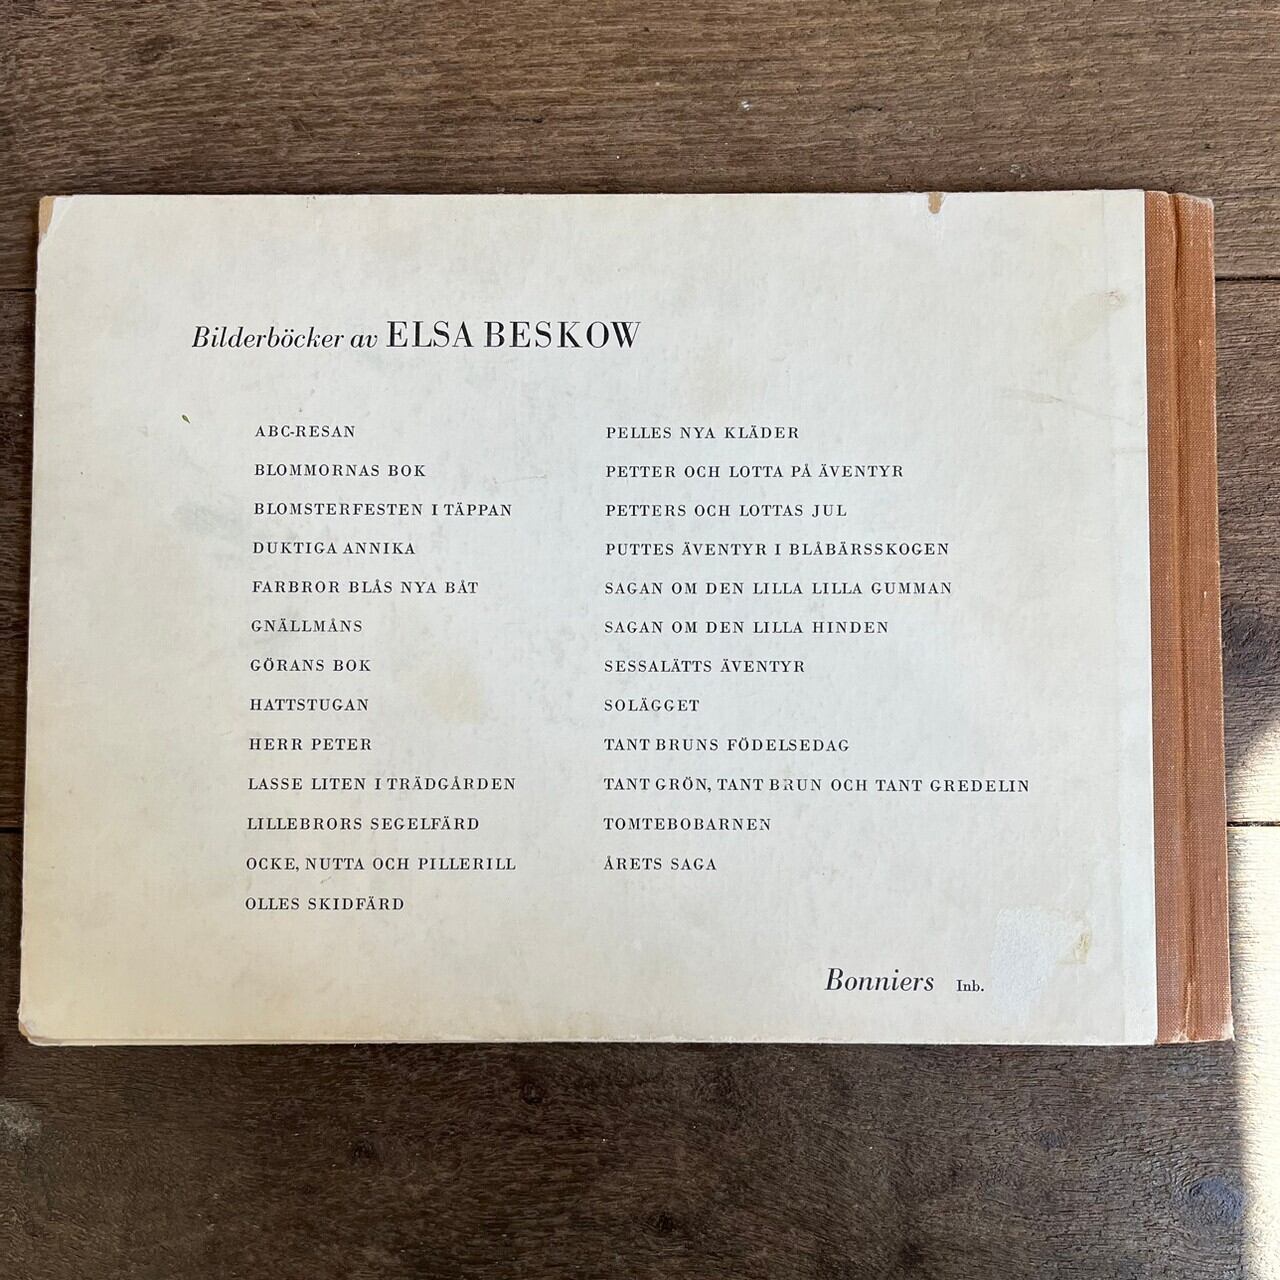 Bilderböcker av ELSA BESKOW
ABC-RESAN
BLOMMORNAS BOK
BLOMSTERFESTEN I TÄPPAN
DUKTIGA ANNIKA
FARBROR BLÅS NYA BÅT
GNÄLLMÅNS
GÖRANS BOK
HATTSTUGAN
HERR PETER
LASSE LITEN I TRÄDGÅRDEN
LILLEBRORS SEGELFÄRD
OCKE, NUTTA OCH PILLERILL
OLLES SKIDFÄRD
PELLES NYA KLÄDER
PETTER OCH LOTTA PÅ ÄVENTYR
PETTERS OCH LOTTAS JUL
PUTTES ÄVENTYR I BLÅBÄRSSKOGEN
SAGAN OM DEN LILLA LILLA GUMMAN
SAGAN OM DEN LILLA HINDEN
SESSALÄTTS ÄVENTYR
SOLÄGGET
TANT BRUNS FÖDELSEDAG
TANT GRÖN, TANT BRUN OCH TANT GREDELIN
TOMTEBOBARNEN
ÅRETS SAGA
Bonniers Inb.